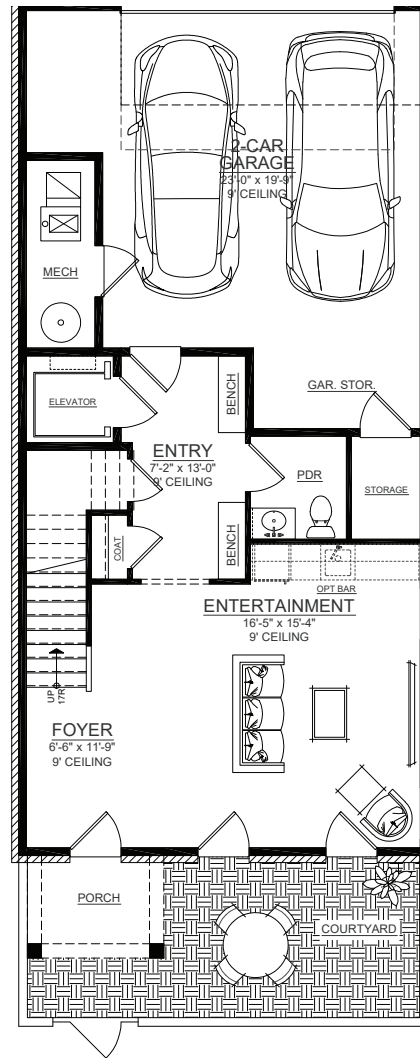 2-CAR
GARAGE
23'-0" x 19'-9"
9' CEILING
MECH
GAR. STOR.
ELEVATOR
BENCH
ENTRY
7'-2" x 13'-0"
9' CEILING
PDR
STORAGE
COAT
BENCH
OPT BAR
ENTERTAINMENT
16'-5" x 15'-4"
9' CEILING
UP
17R
FOYER
6'-6" x 11'-9"
9' CEILING
PORCH
COURTYARD